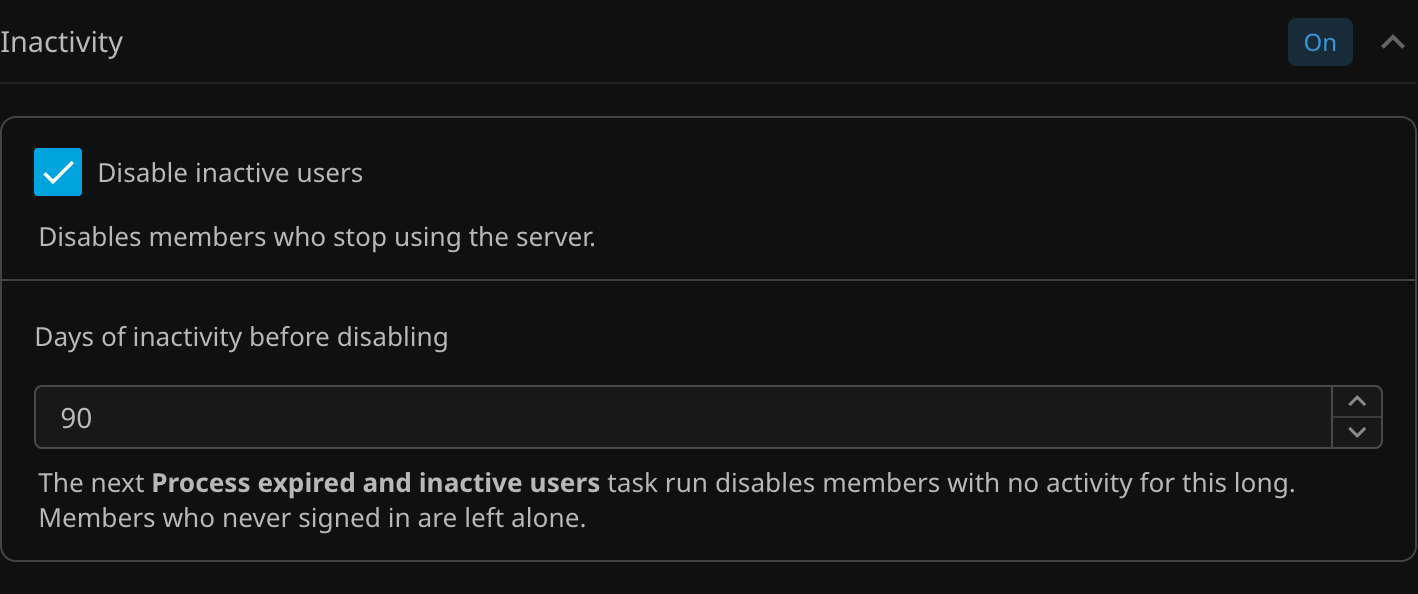 Inactivity
On
Disable inactive users
Disables members who stop using the server.
Days of inactivity before disabling
90
The next Process expired and inactive users task run disables members with no activity for this long.
Members who never signed in are left alone.